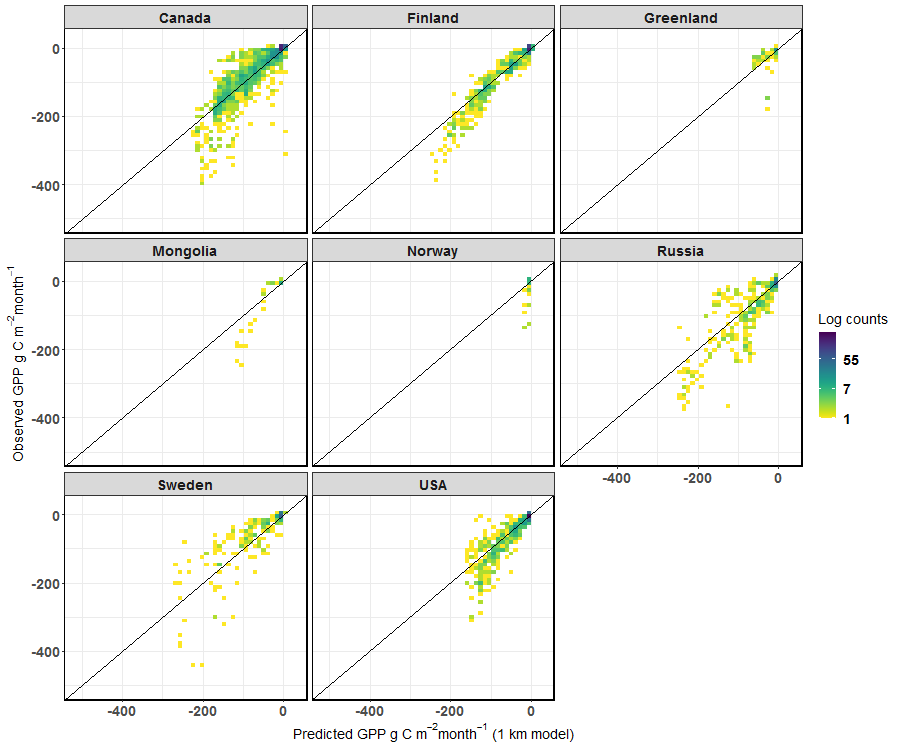 Canada Finland Greenland
0
-200
-400
Mongolia Norway Russia
0
-200
-400
-400 -200 0
Sweden USA
0
-200
-400
-400 -200 0 -400 -200 0
Observed GPP g C m⁻² month⁻¹
Predicted GPP g C m⁻²month⁻¹ (1 km model)
Log counts
55
7
1